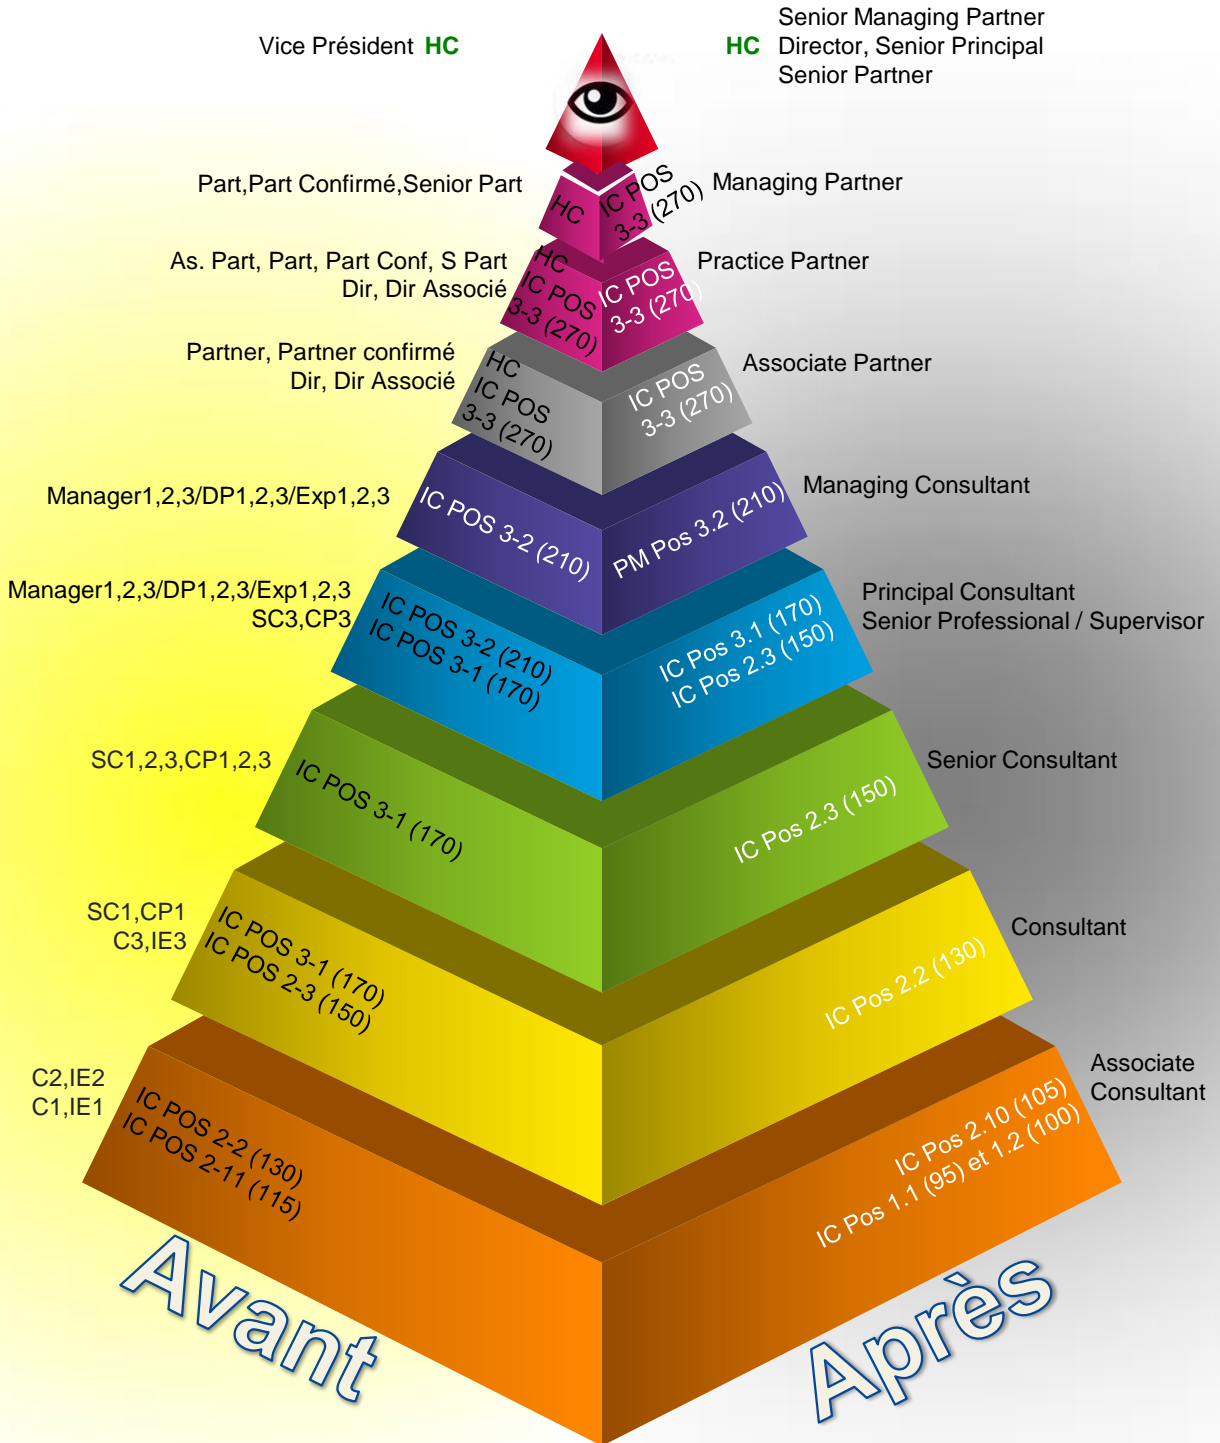 Vice Président HC
HC
Senior Managing Partner
Director, Senior Principal
Senior Partner
Part,Part Confirmé,Senior Part
HC
IC POS
3-3 (270)
Managing Partner
As. Part, Part, Part Conf, S Part
Dir, Dir Associé
HC
IC POS
3-3 (270)
IC POS
3-3 (270)
Practice Partner
Partner, Partner confirmé
Dir, Dir Associé
HC
IC POS
3-3 (270)
IC POS
3-3 (270)
Associate Partner
Manager1,2,3/DP1,2,3/Exp1,2,3
IC POS 3-2 (210)
PM Pos 3.2 (210)
Managing Consultant
Manager1,2,3/DP1,2,3/Exp1,2,3
SC3,CP3
IC POS 3-2 (210)
IC POS 3-1 (170)
IC Pos 3.1 (170)
IC Pos 2.3 (150)
Principal Consultant
Senior Professional / Supervisor
SC1,2,3,CP1,2,3
IC POS 3-1 (170)
IC Pos 2.3 (150)
Senior Consultant
SC1,CP1
C3,IE3
IC POS 3-1 (170)
IC POS 2-3 (150)
IC Pos 2.2 (130)
Consultant
C2,IE2
C1,IE1
IC POS 2-2 (130)
IC POS 2-11 (115)
IC Pos 2.10 (105)
IC Pos 1.1 (95) et 1.2 (100)
Associate
Consultant
Avant
Après